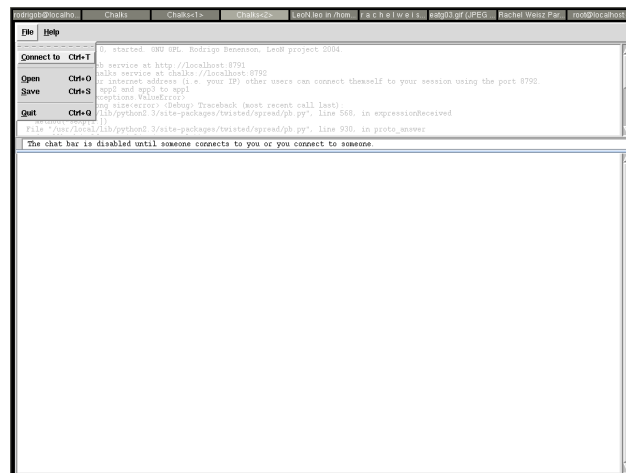 rodrigob@localho... Chalks Chalks<1> Chalks<2> LeoN.leo in /hom... r a c h e l w e i s... eatg03.gif (JPEG ... Rachel Weisz Par... root@localhost
File Help
0, started. GNU GPL. Rodrigo Benenson, LeoN project 2004
Connect to Ctrl+T
eb service at http://localhost:8791
halks service at chalks://localhost:8792
Open Ctrl+O
ur internet address (i.e. your IP) other users can connect themself to your session using the port 8792.
Save Ctrl+S
app2 and app3 to app1
xceptions.ValueError>
ong size<error> (Debug) Traceback (most recent call last)
Quit Ctrl+Q
/lib/python2.3/site-packages/twisted/spread/pb.py", line 568, in expressionReceived
File "/usr/local/lib/python2.3/site-packages/twisted/spread/pb.py", line 930, in proto_answer
The chat bar is disabled until someone connects to you or you connect to someone.